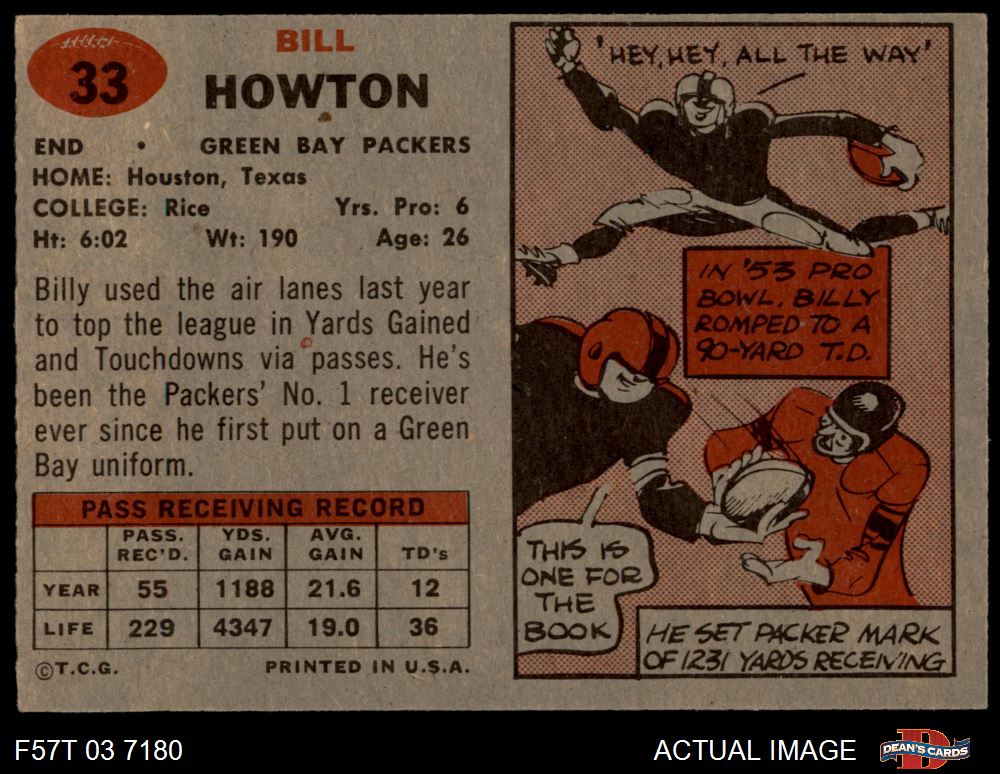 33
BILL
HOWTON
END • GREEN BAY PACKERS
HOME: Houston, Texas
COLLEGE: Rice Yrs. Pro: 6
Ht: 6:02 Wt: 190 Age: 26
Billy used the air lanes last year
to top the league in Yards Gained
and Touchdowns via passes. He's
been the Packers' No. 1 receiver
ever since he first put on a Green
Bay uniform.
PASS RECEIVING RECORD
PASS. REC'D. YDS. GAIN AVG. GAIN TD's
YEAR 55 1188 21.6 12
LIFE 229 4347 19.0 36
©T.C.G. PRINTED IN U.S.A.
'HEY, HEY, ALL THE WAY'
IN '53 PRO
BOWL, BILLY
ROMPED TO A
90-YARD T.D.
THIS IS
ONE FOR
THE
BOOK
HE SET PACKER MARK
OF 1231 YARDS RECEIVING
F57T 03 7180
ACTUAL IMAGE
DEAN'S CARDS